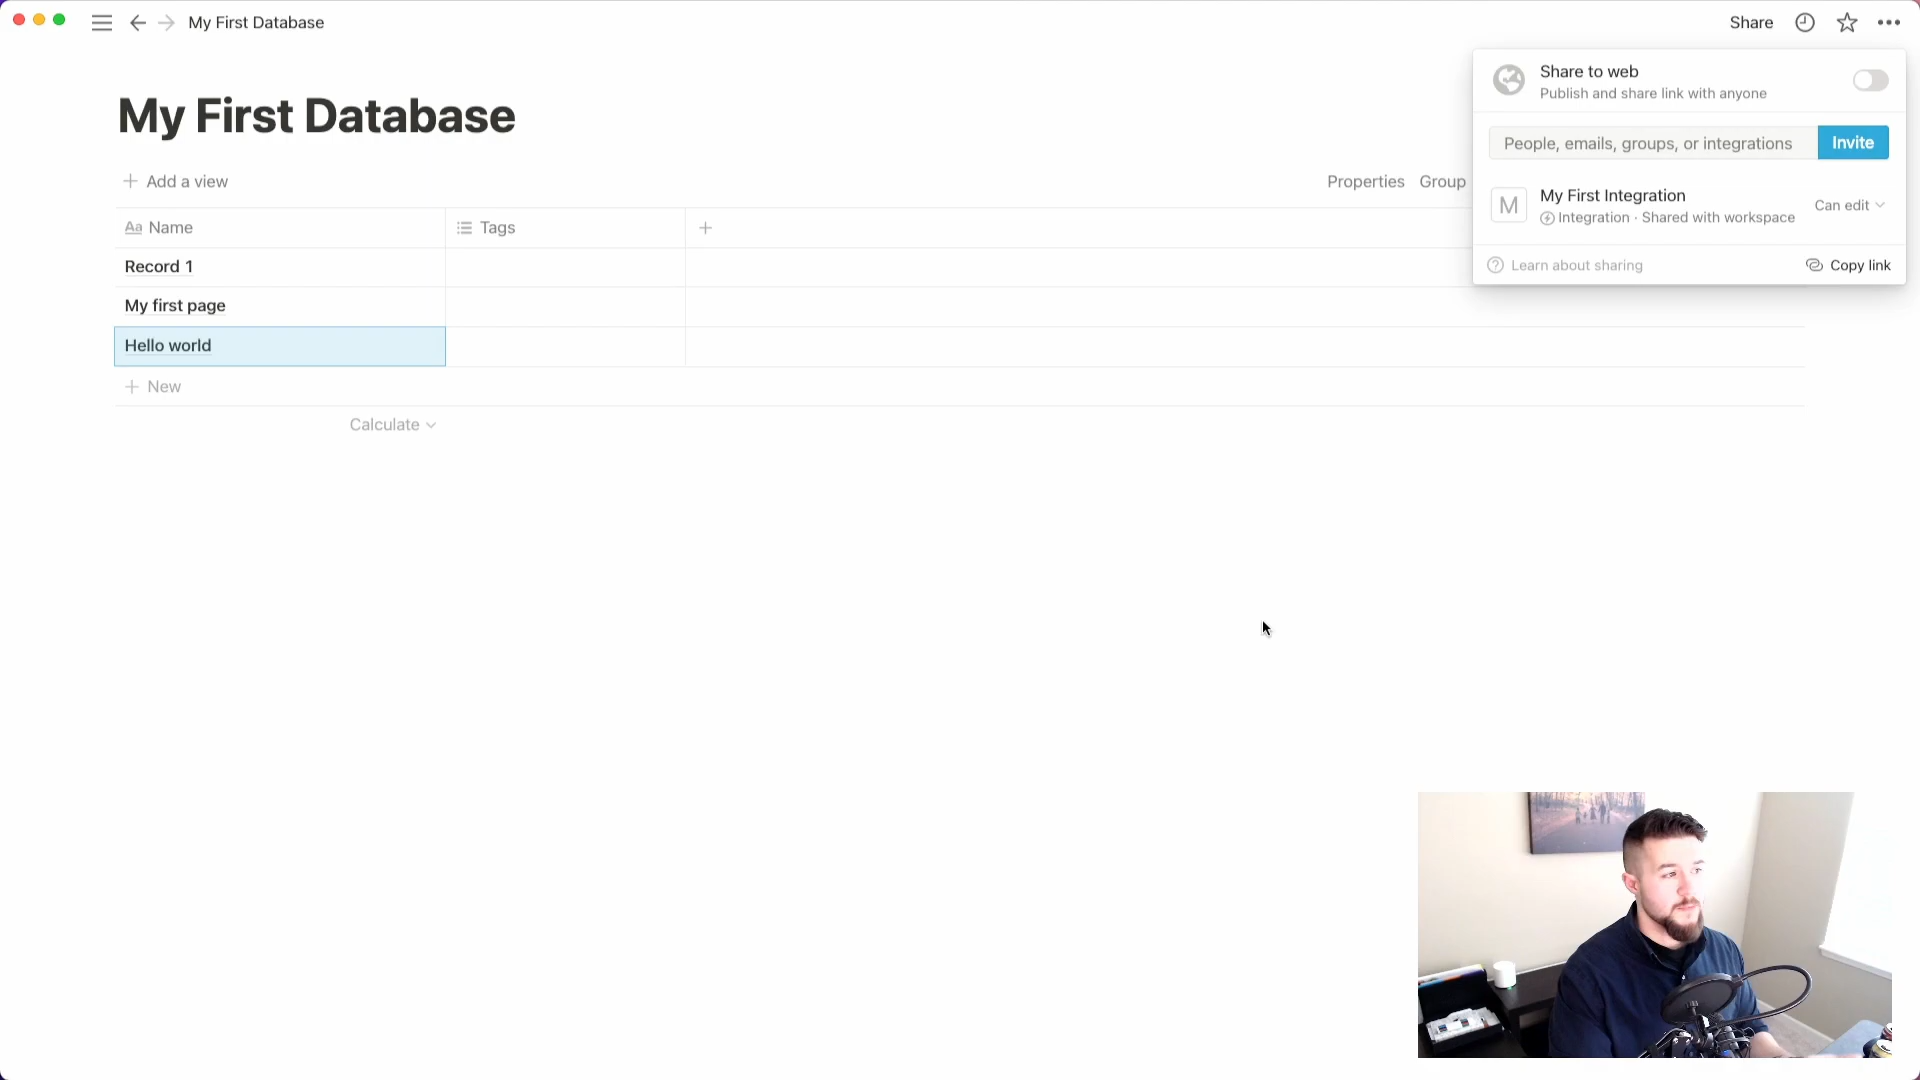 My First Database
Share
My First Database
Share to web
Publish and share link with anyone
People, emails, groups, or integrations
Invite
Add a view
Properties
Group
My First Integration
Integration · Shared with workspace
Can edit
Aa Name
Tags
Learn about sharing
Copy link
Record 1
My first page
Hello world
New
Calculate
M